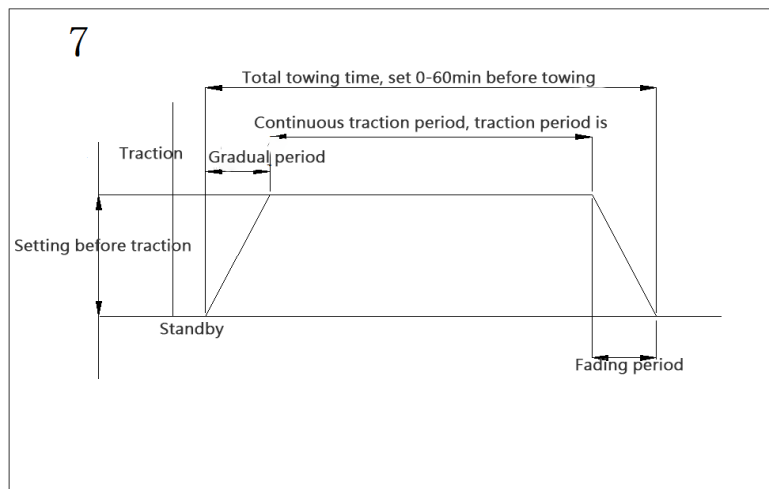 7
Total towing time, set 0-60min before towing
Continuous traction period, traction period is
Traction
Gradual period
Setting before traction
Standby
Fading period